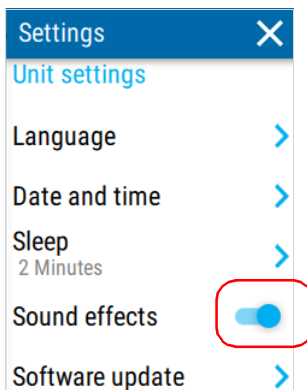 Settings
Unit settings
Language
Date and time
Sleep
2 Minutes
Sound effects
Software update